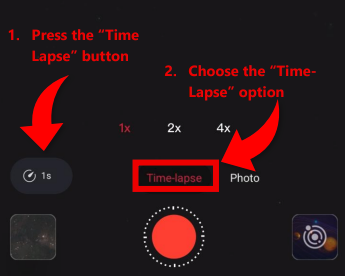 1. Press the “Time
Lapse” button
2. Choose the “Time-
Lapse” option
1x 2x 4x
1s
Time-lapse Photo